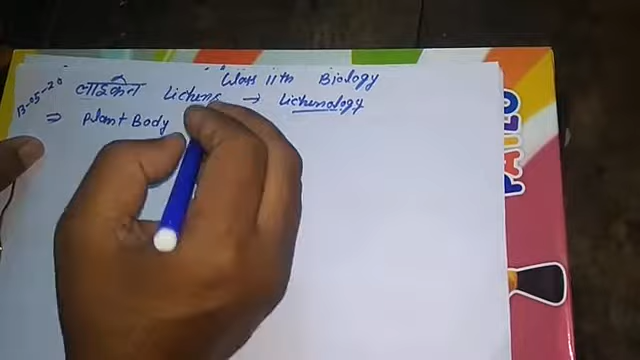 Class 11th Biology
13-05-20 लाइकेन Lichens → Lichenology
⇒ Plant Body